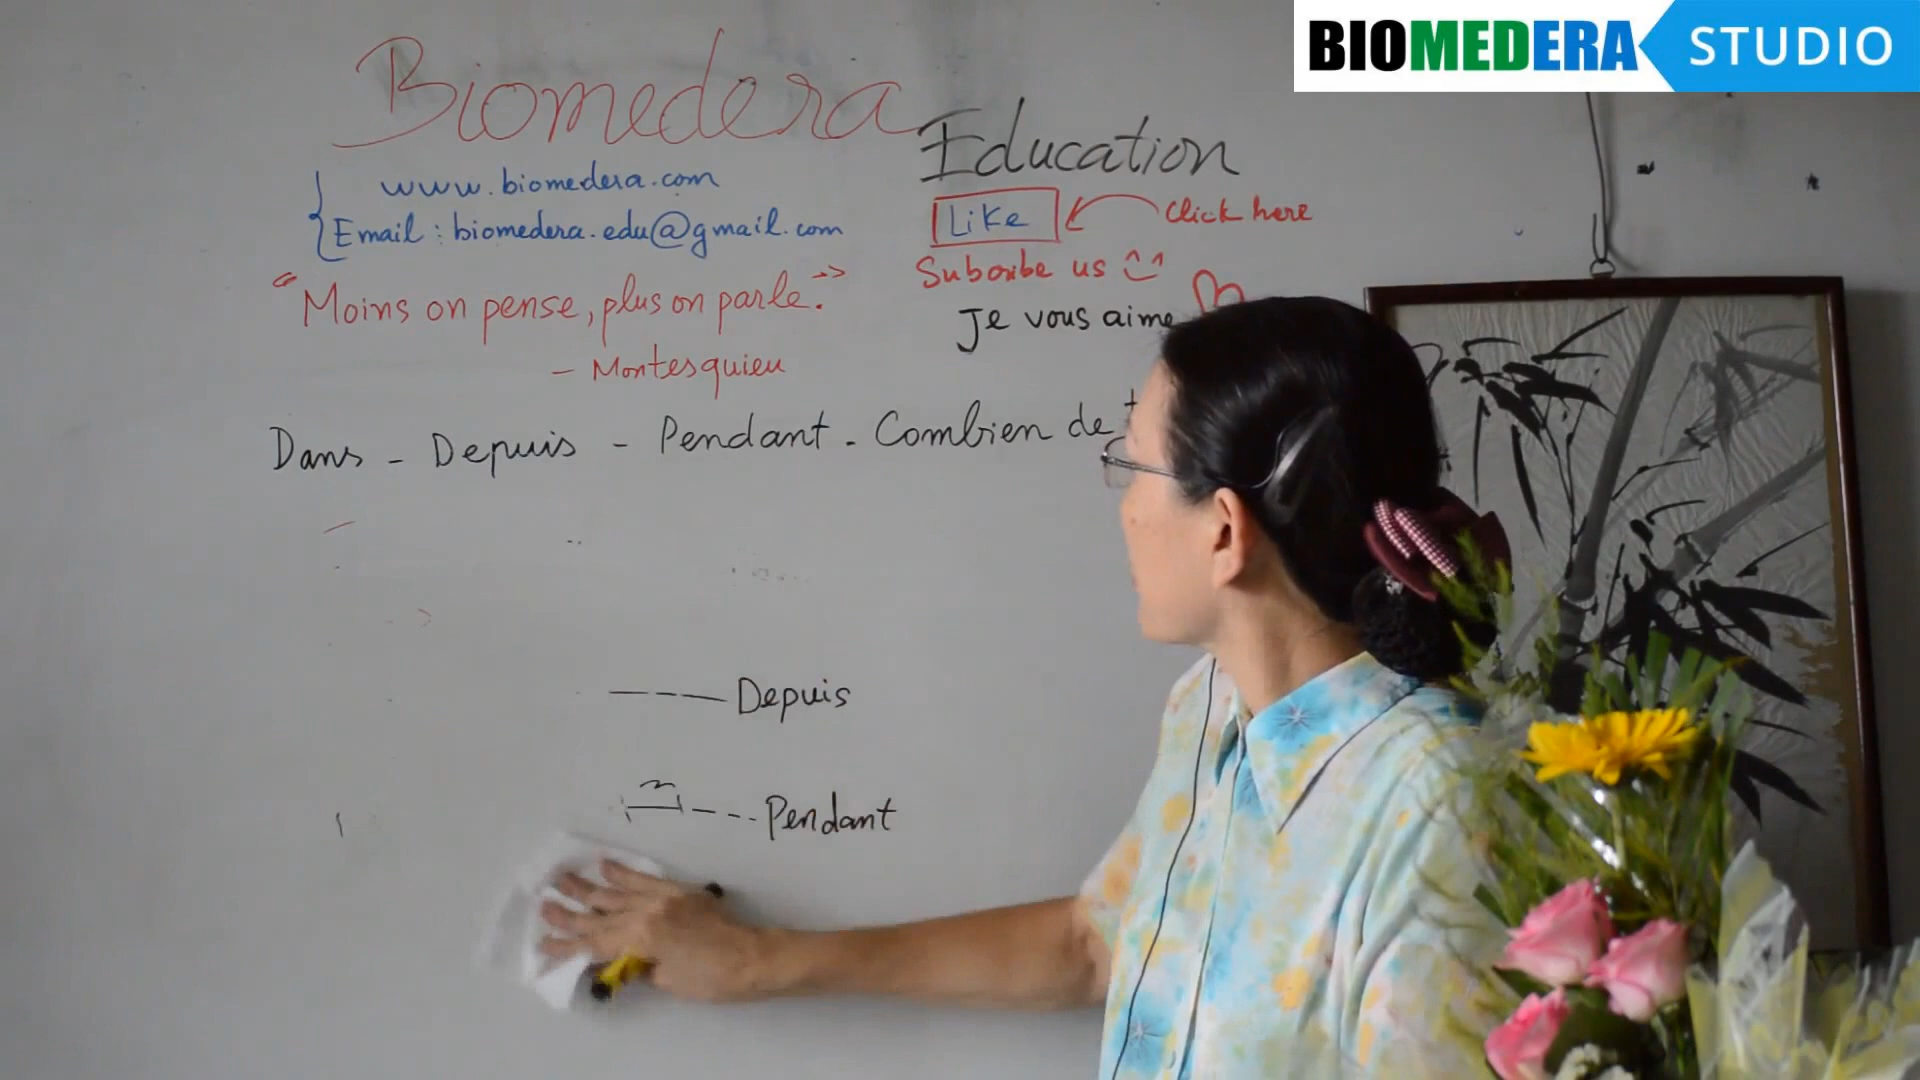 BIOMEDERA STUDIO
Biomedera Education
www.biomedera.com
Email : biomedera.edu@gmail.com
Like
Click here
Subcribe us
"Moins on pense, plus on parle."
Je vous aime
- Montesquieu
Dans - Depuis - Pendant - Combien de
Depuis
Pendant